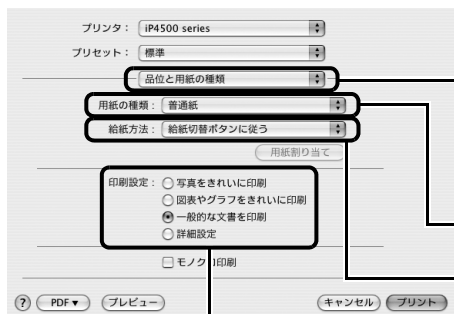 プリンタ： iP4500 series
プリセット： 標準
品位と用紙の種類
用紙の種類： 普通紙
給紙方法： 給紙切替ボタンに従う
用紙割り当て
印刷設定： 写真をきれいに印刷
図表やグラフをきれいに印刷
一般的な文書を印刷
詳細設定
モノクロ印刷
? PDF▼ プレビュー キャンセル プリント